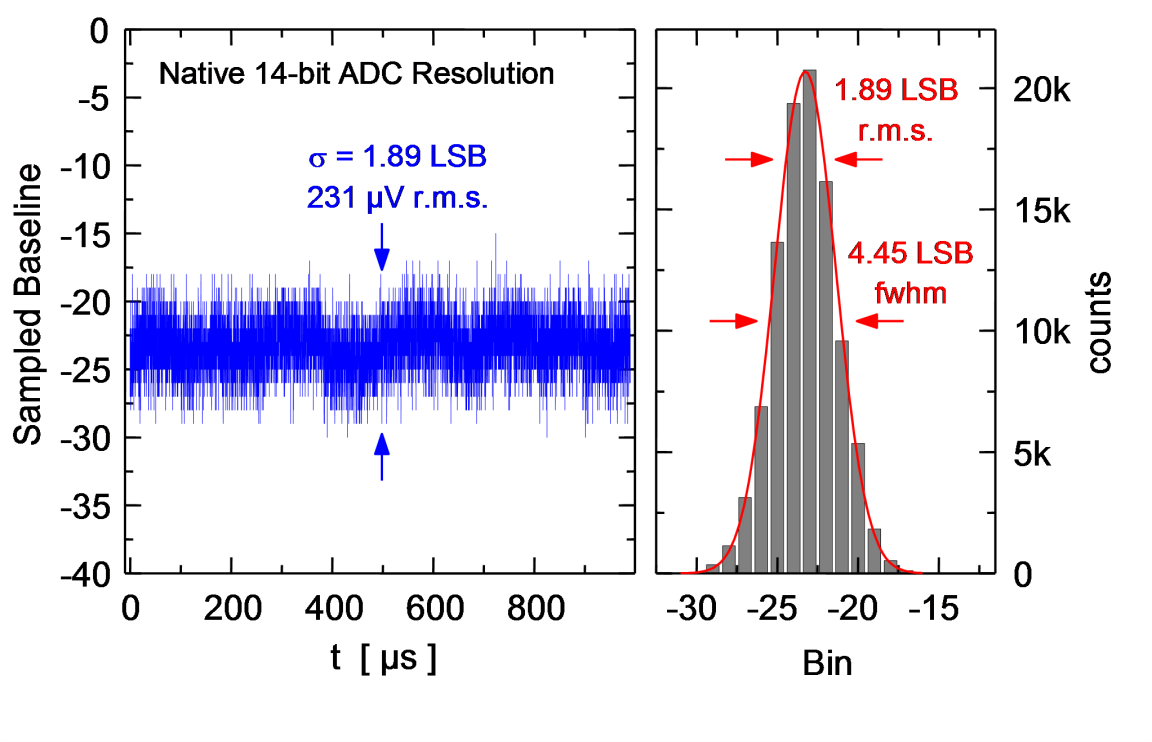 Native 14-bit ADC Resolution
σ = 1.89 LSB
231 µV r.m.s.
0
-5
-10
-15
-20
-25
-30
-35
-40
Sampled Baseline
0 200 400 600 800
t [ µs ]
1.89 LSB
r.m.s.
4.45 LSB
fwhm
20k
15k
10k
5k
0
counts
-30 -25 -20 -15
Bin